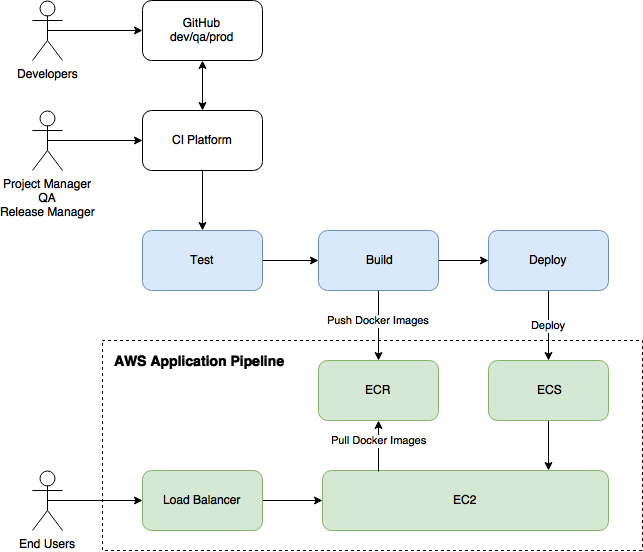 GitHub
dev/qa/prod
Developers
CI Platform
Project Manager
QA
Release Manager
Test
Build
Deploy
Push Docker Images
Deploy
AWS Application Pipeline
ECR
ECS
Pull Docker Images
Load Balancer
EC2
End Users